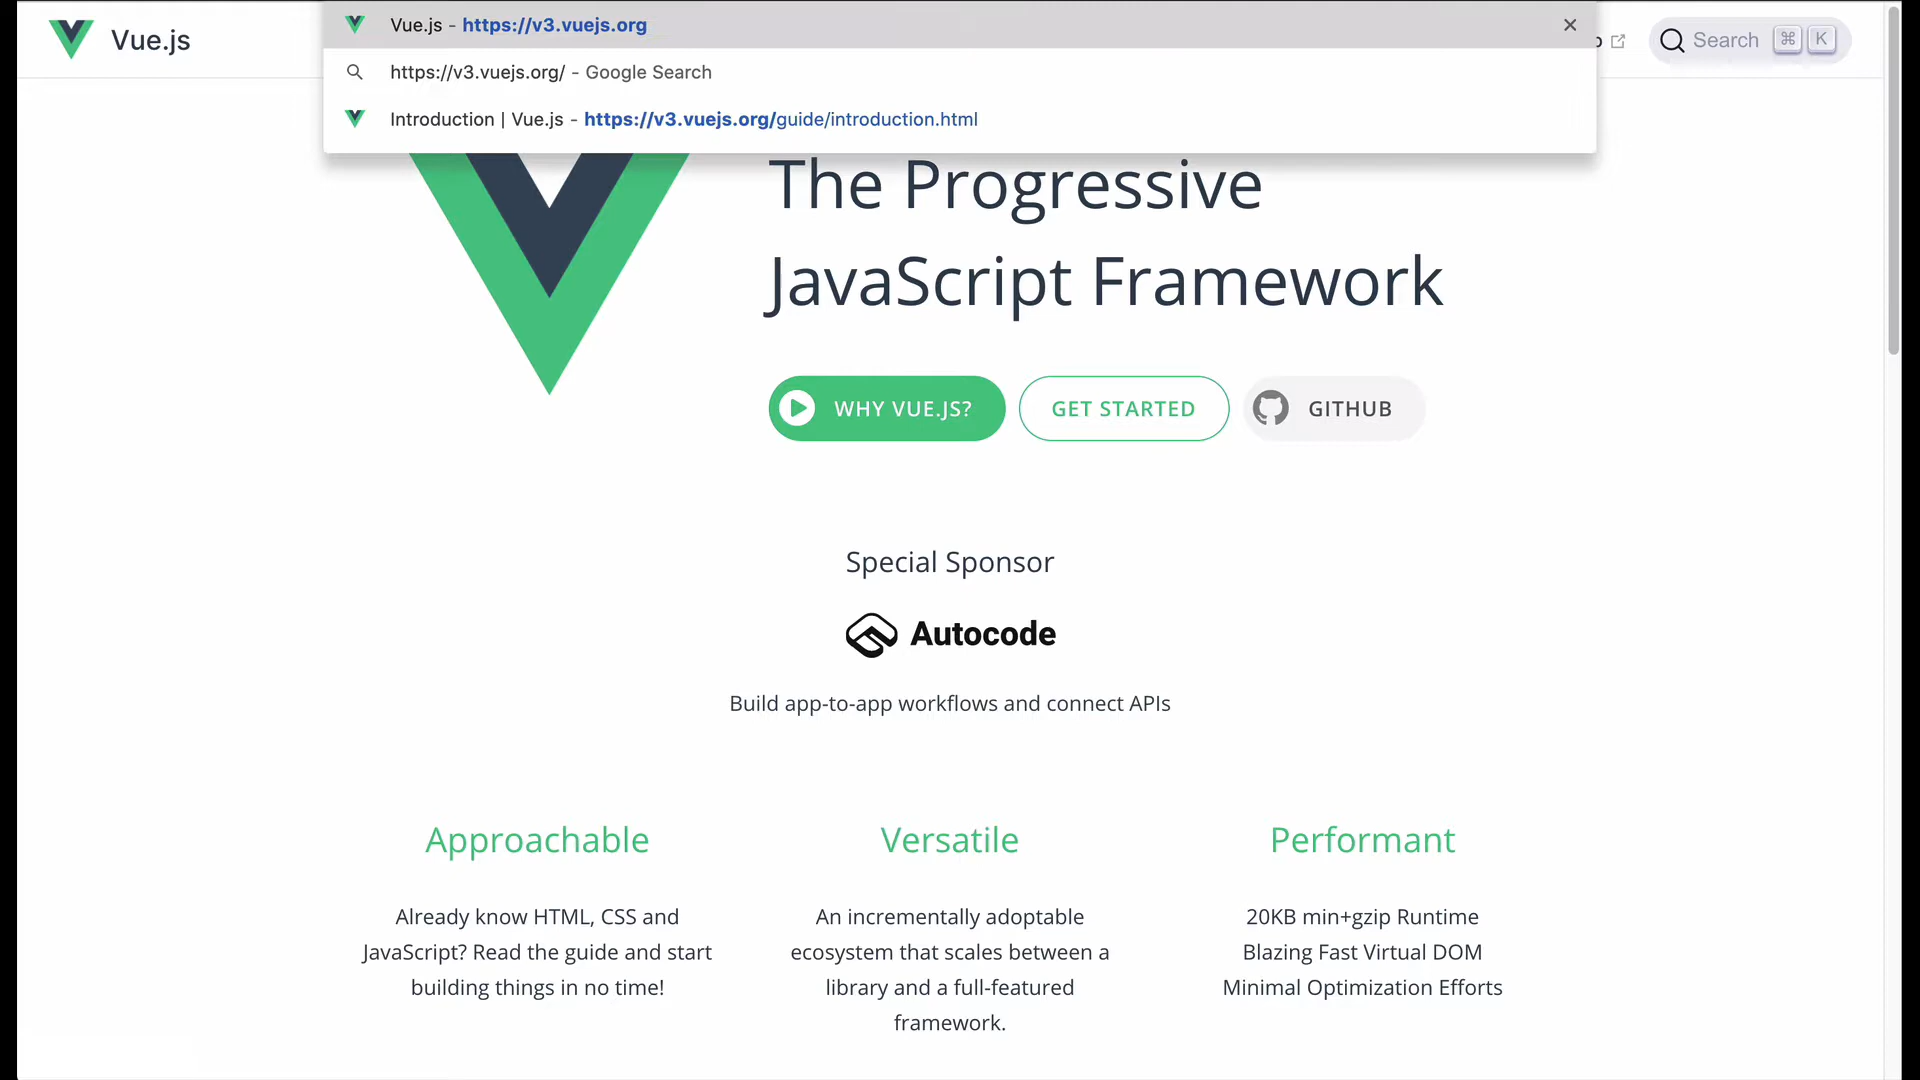 Vue.js
Vue.js - https://v3.vuejs.org
https://v3.vuejs.org/ - Google Search
Introduction | Vue.js - https://v3.vuejs.org/guide/introduction.html
Search ⌘ K
The Progressive
JavaScript Framework
WHY VUE.JS?
GET STARTED
GITHUB
Special Sponsor
Autocode
Build app-to-app workflows and connect APIs
Approachable
Already know HTML, CSS and
JavaScript? Read the guide and start
building things in no time!
Versatile
An incrementally adoptable
ecosystem that scales between a
library and a full-featured
framework.
Performant
20KB min+gzip Runtime
Blazing Fast Virtual DOM
Minimal Optimization Efforts